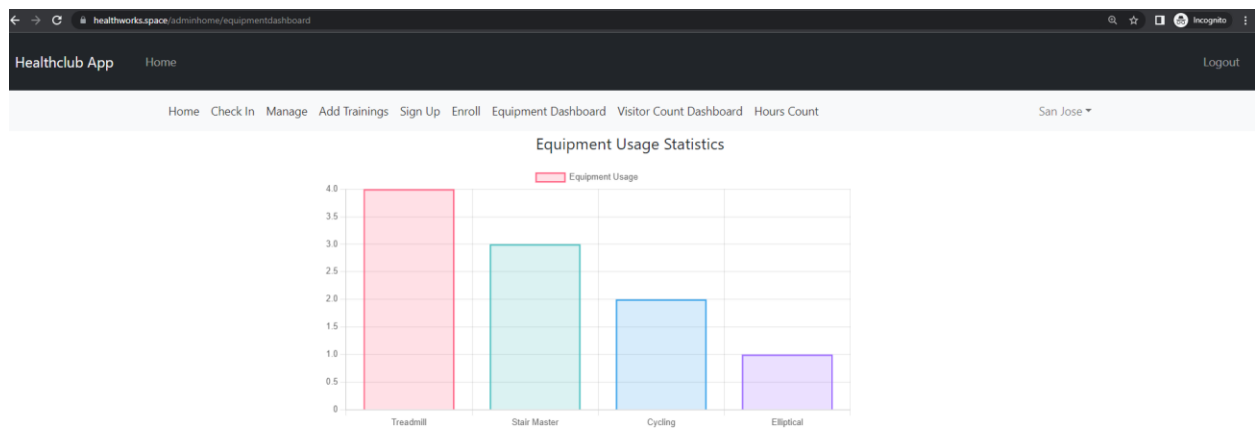 healthworks.space/adminhome/equipmentdashboard Incognito
Healthclub App Home Logout
Home Check In Manage Add Trainings Sign Up Enroll Equipment Dashboard Visitor Count Dashboard Hours Count San Jose
Equipment Usage Statistics
Equipment Usage
4.0
3.5
3.0
2.5
2.0
1.5
1.0
0.5
0
Treadmill Stair Master Cycling Elliptical